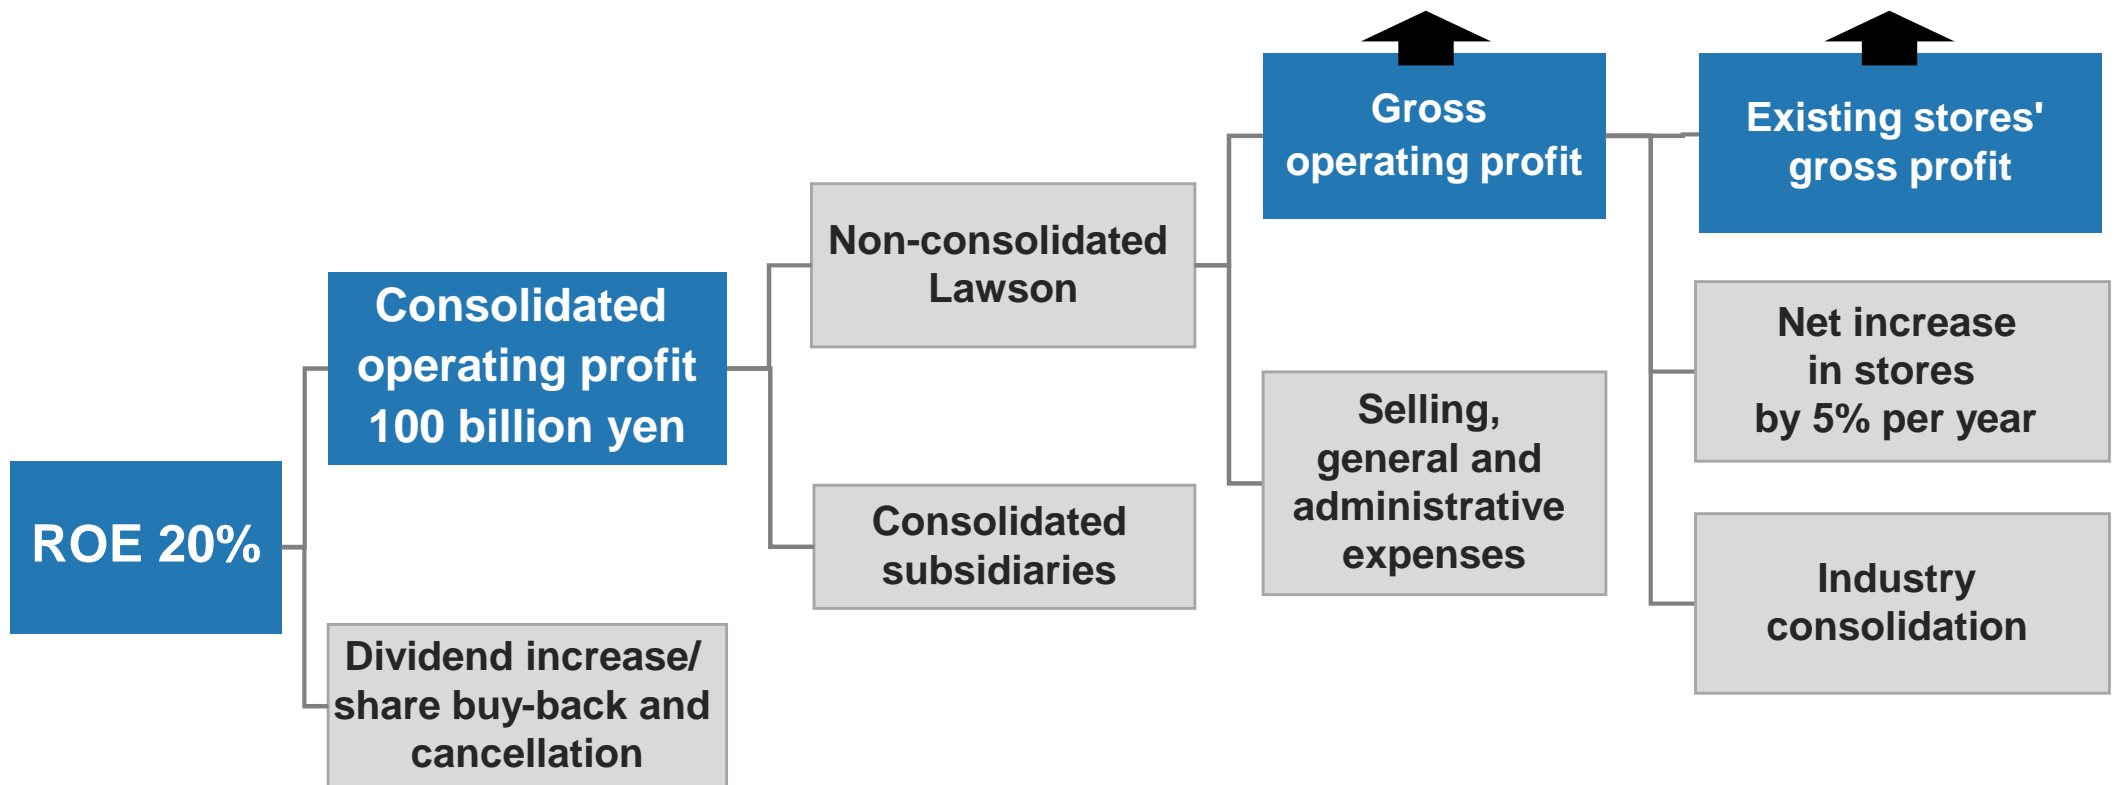 ROE 20%
Consolidated
operating profit
100 billion yen
Dividend increase/
share buy-back and
cancellation
Non-consolidated
Lawson
Consolidated
subsidiaries
Gross
operating profit
Selling,
general and
administrative
expenses
Existing stores'
gross profit
Net increase
in stores
by 5% per year
Industry
consolidation